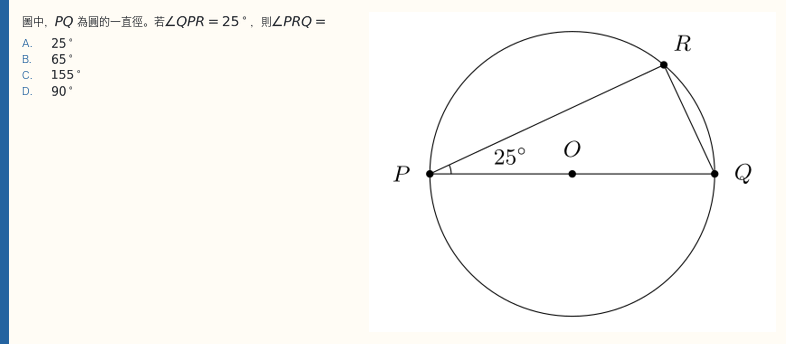 圖中，PQ 為圓的一直徑。若∠QPR = 25°，則∠PRQ =
A. 25°
B. 65°
C. 155°
D. 90°
R
25°
O
P
Q